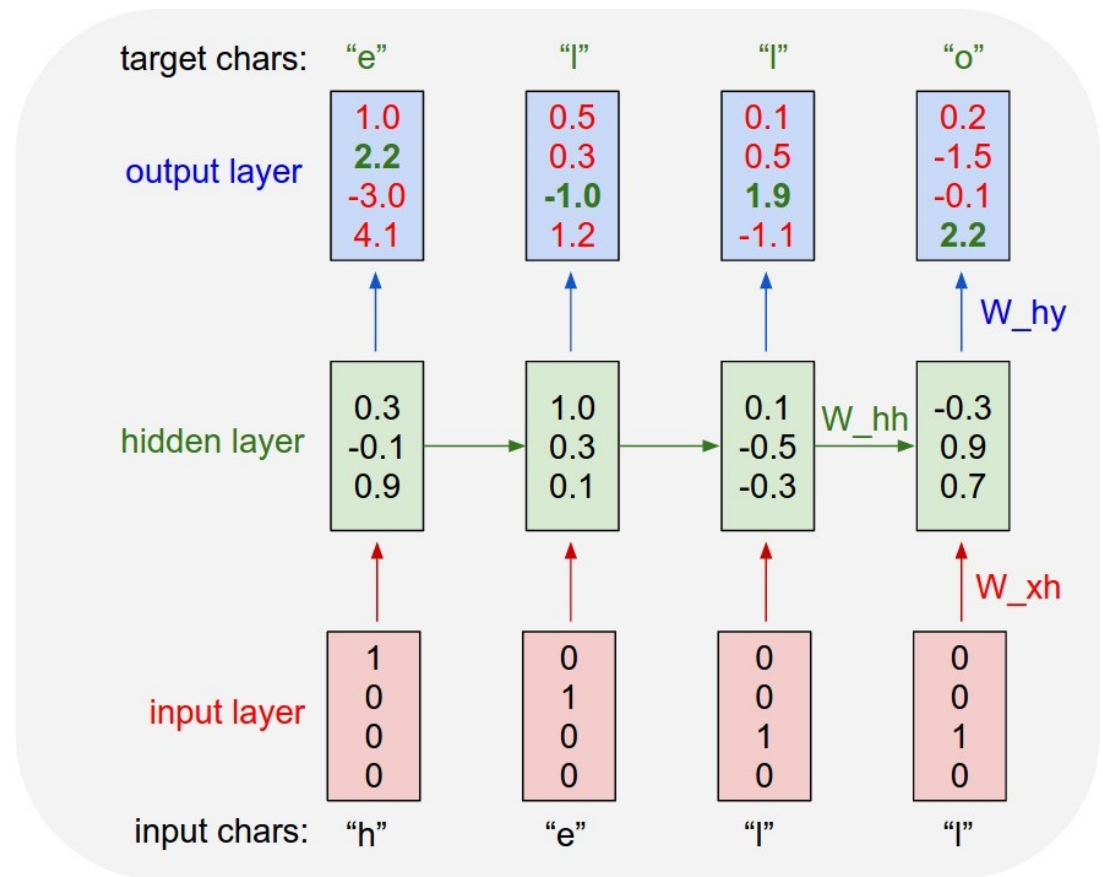 target chars: “e” “l” “l” “o”
output layer
1.0 0.5 0.1 0.2
2.2 0.3 0.5 -1.5
-3.0 -1.0 1.9 -0.1
4.1 1.2 -1.1 2.2
W_hy
hidden layer
0.3 1.0 0.1 -0.3
-0.1 0.3 -0.5 0.9
0.9 0.1 -0.3 0.7
W_hh
W_xh
input layer
1 0 0 0
0 1 0 0
0 0 1 1
0 0 0 0
input chars: “h” “e” “l” “l”